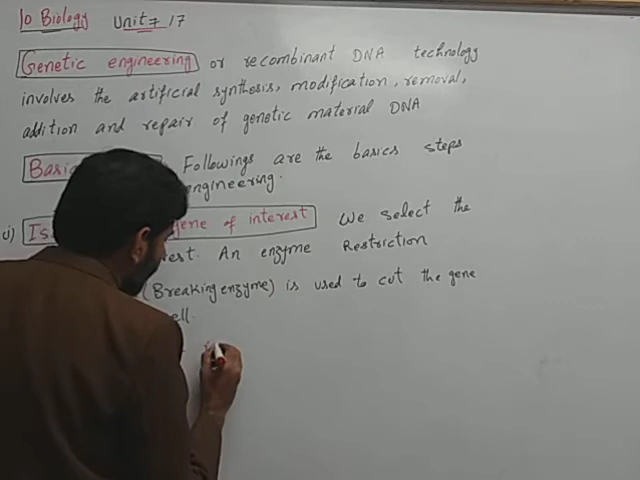 10 Biology Unit # 17
Genetic engineering or recombinant DNA technology
involves the artificial synthesis, modification, removal,
addition and repair of genetic material DNA
Followings are the basics steps
engineering.
gene of interest We select the
An enzyme Restriction
(Breaking enzyme) is used to cut the gene